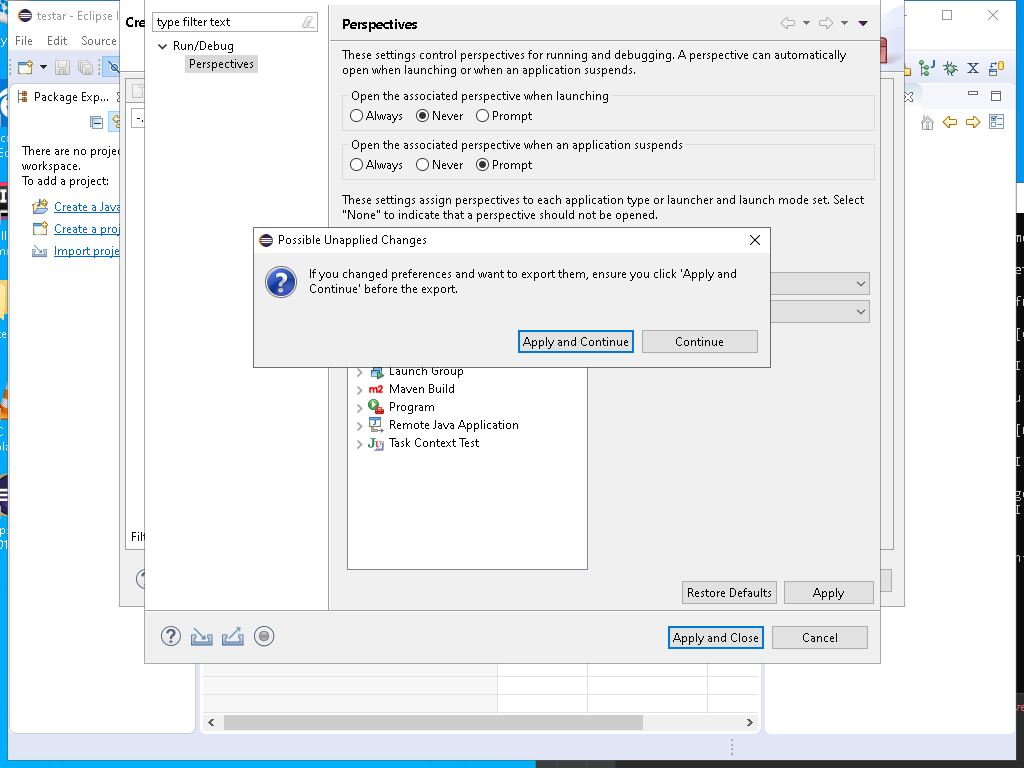 testar - Eclipse I
File Edit Source
Package Exp...
There are no proje
workspace.
To add a project:
Create a Java
Create a proj
Import proje
Cre
Filt
type filter text
Run/Debug
Perspectives
Perspectives
These settings control perspectives for running and debugging. A perspective can automatically
open when launching or when an application suspends.
Open the associated perspective when launching
Always Never Prompt
Open the associated perspective when an application suspends
Always Never Prompt
These settings assign perspectives to each application type or launcher and launch mode set. Select
"None" to indicate that a perspective should not be opened.
Possible Unapplied Changes
If you changed preferences and want to export them, ensure you click 'Apply and
Continue' before the export.
Apply and Continue Continue
Launch Group
m2 Maven Build
Program
Remote Java Application
Ju Task Context Test
Restore Defaults Apply
Apply and Close Cancel